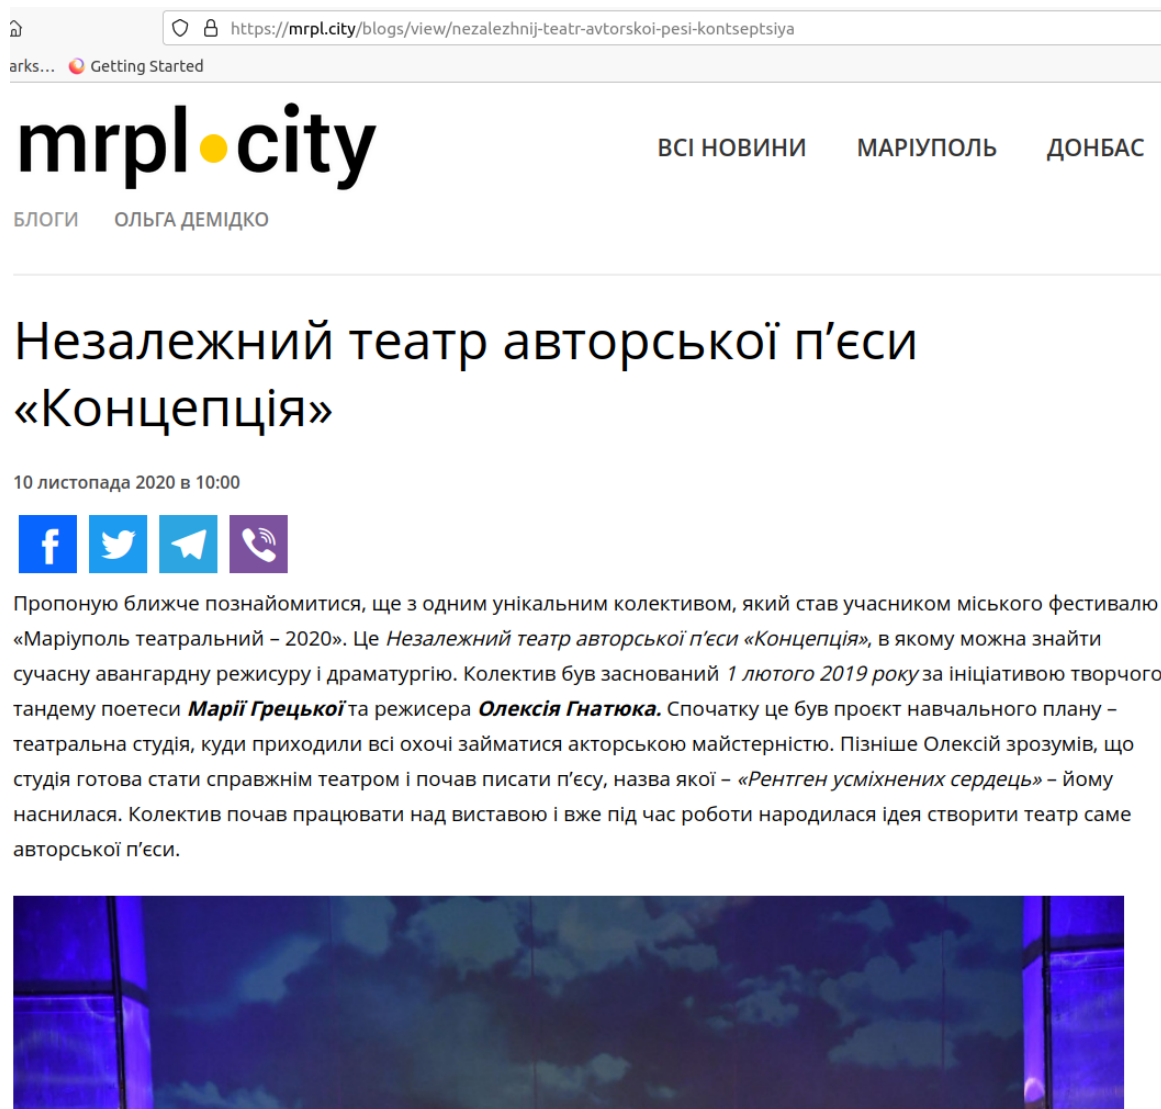 https://mrpl.city/blogs/view/nezalezhnij-teatr-avtorskoi-pesi-kontseptsiya
arks... Getting Started
mrpl city
ВСІ НОВИНИ МАРІУПОЛЬ ДОНБАС
БЛОГИ ОЛЬГА ДЕМІДКО
Незалежний театр авторської п’єси
«Концепція»
10 листопада 2020 в 10:00
Пропоную ближче познайомитися, ще з одним унікальним колективом, який став учасником міського фестивалю
«Маріуполь театральний – 2020». Це Незалежний театр авторської п’єси «Концепція», в якому можна знайти
сучасну авангардну режисуру і драматургію. Колектив був заснований 1 лютого 2019 року за ініціативою творчого
тандему поетеси Марії Грецької та режисера Олексія Гнатюка. Спочатку це був проєкт навчального плану –
театральна студія, куди приходили всі охочі займатися акторською майстерністю. Пізніше Олексій зрозумів, що
студія готова стати справжнім театром і почав писати п’єсу, назва якої – «Рентген усміхнених сердець» – йому
наснилася. Колектив почав працювати над виставою і вже під час роботи народилася ідея створити театр саме
авторської п’єси.